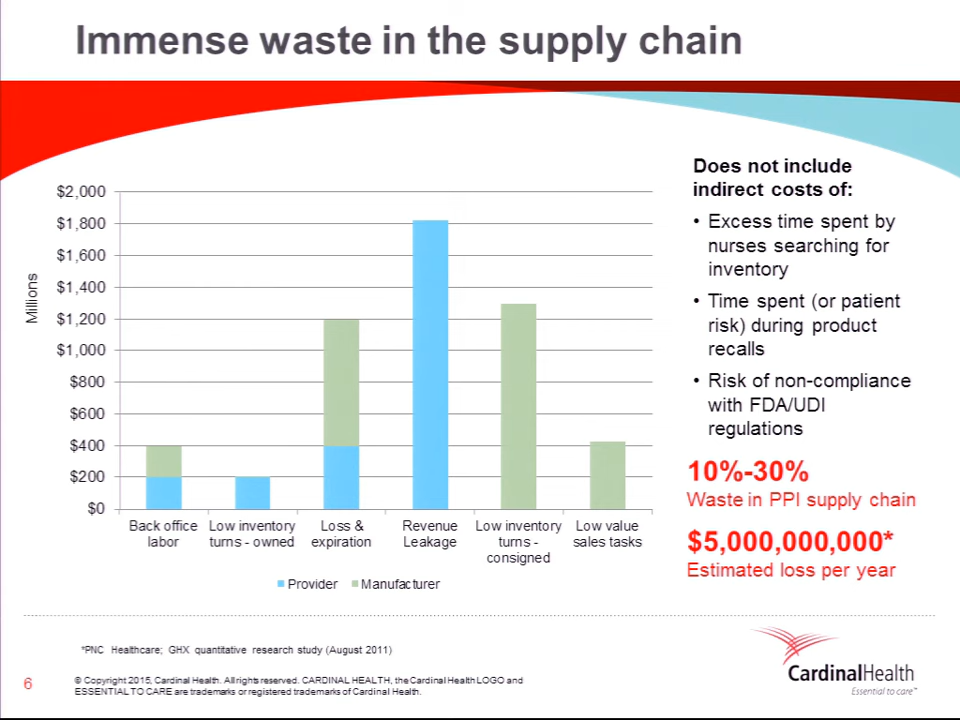 Immense waste in the supply chain
Millions
$2,000
$1,800
$1,600
$1,400
$1,200
$1,000
$800
$600
$400
$200
$0
Back office
labor
Low inventory
turns - owned
Loss &
expiration
Revenue
Leakage
Low inventory
turns -
consigned
Low value
sales tasks
Provider Manufacturer
Does not include
indirect costs of:
• Excess time spent by
nurses searching for
inventory
• Time spent (or patient
risk) during product
recalls
• Risk of non-compliance
with FDA/UDI
regulations
10%-30%
Waste in PPI supply chain
$5,000,000,000*
Estimated loss per year
*PNC Healthcare; GHX quantitative research study (August 2011)
6
© Copyright 2015, Cardinal Health. All rights reserved. CARDINAL HEALTH, the Cardinal Health LOGO and
ESSENTIAL TO CARE are trademarks or registered trademarks of Cardinal Health.
CardinalHealth
Essential to care™